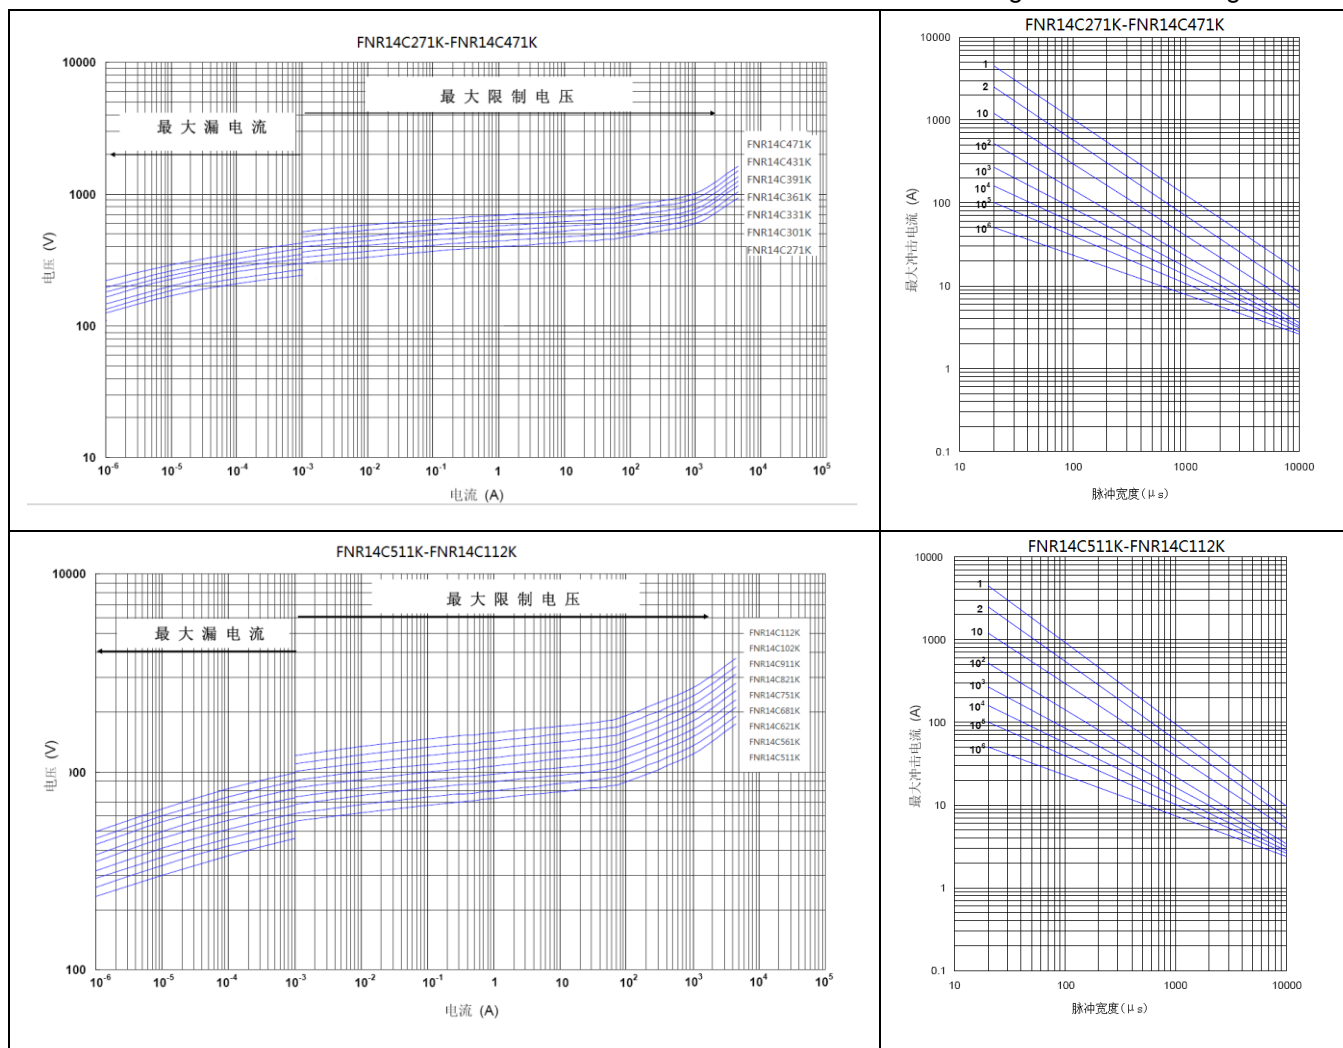 FNR14C271K-FNR14C471K
10000
最大限制电压
最大漏电流
FNR14C471K
FNR14C431K
FNR14C391K
FNR14C361K
FNR14C331K
FNR14C301K
FNR14C271K
1000
电压 (V)
100
10
10-6 10-5 10-4 10-3 10-2 10-1 1 10 102 103 104 105
电流 (A)
FNR14C271K-FNR14C471K
10000
1
2
1000
10
102
103
104
100
105
106
最大冲击电流 (A)
10
1
0.1
10 100 1000 10000
脉冲宽度(μs)
FNR14C511K-FNR14C112K
10000
最大限制电压
最大漏电流
FNR14C112K
FNR14C102K
FNR14C911K
FNR14C821K
FNR14C751K
FNR14C681K
FNR14C621K
FNR14C561K
FNR14C511K
电压 (V)
100
10-6 10-5 10-4 10-3 10-2 10-1 1 10 102 103 104 105
电流 (A)
FNR14C511K-FNR14C112K
10000
1
2
1000
10
102
103
104
100
105
106
最大冲击电流 (A)
10
1
0.1
10 100 1000 10000
脉冲宽度(μs)